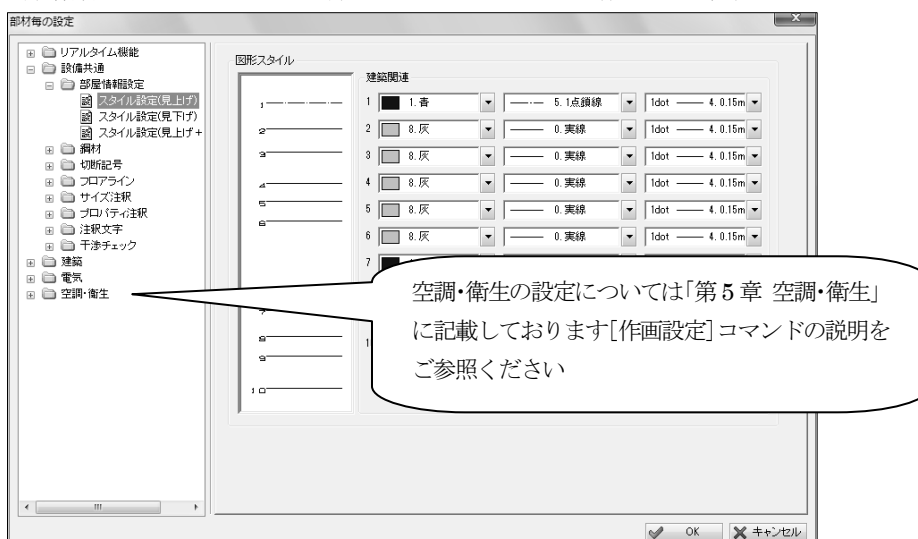 部材毎の設定
リアルタイム機能
設備共通
部屋情報設定
スタイル設定(見上げ)
スタイル設定(見下げ)
スタイル設定(見上げ+
鋼材
切断記号
フロアライン
サイズ注釈
プロパティ注釈
注釈文字
干渉チェック
建築
電気
空調・衛生
図形スタイル
1
2
3
4
5
6
8
9
10
建築関連
1 1.青 5.1点鎖線 1dot 4. 0.15m
2 8.灰 0.実線 1dot 4. 0.15m
3 8.灰 0.実線 1dot 4. 0.15m
4 8.灰 0.実線 1dot 4. 0.15m
5 8.灰 0.実線 1dot 4. 0.15m
6 8.灰 0.実線 1dot 4. 0.15m
7
空調・衛生の設定については「第5章 空調・衛生」
に記載しております[作画設定]コマンドの説明を
ご参照ください
OK キャンセル